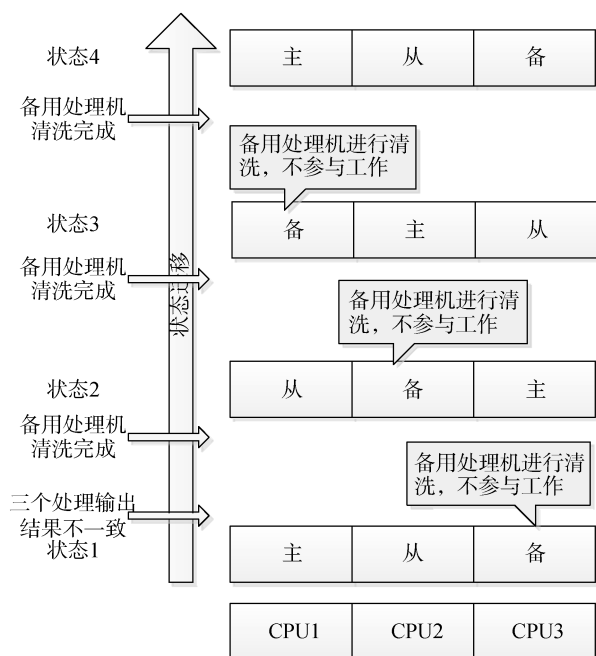 状态4
主 从 备
备用处理机
清洗完成
备用处理机进行清
洗，不参与工作
状态3
备 主 从
备用处理机
清洗完成
状态迁移
备用处理机进行清
洗，不参与工作
状态2
从 备 主
备用处理机
清洗完成
备用处理机进行清
洗，不参与工作
三个处理输出
结果不一致
状态1
主 从 备
CPU1 CPU2 CPU3